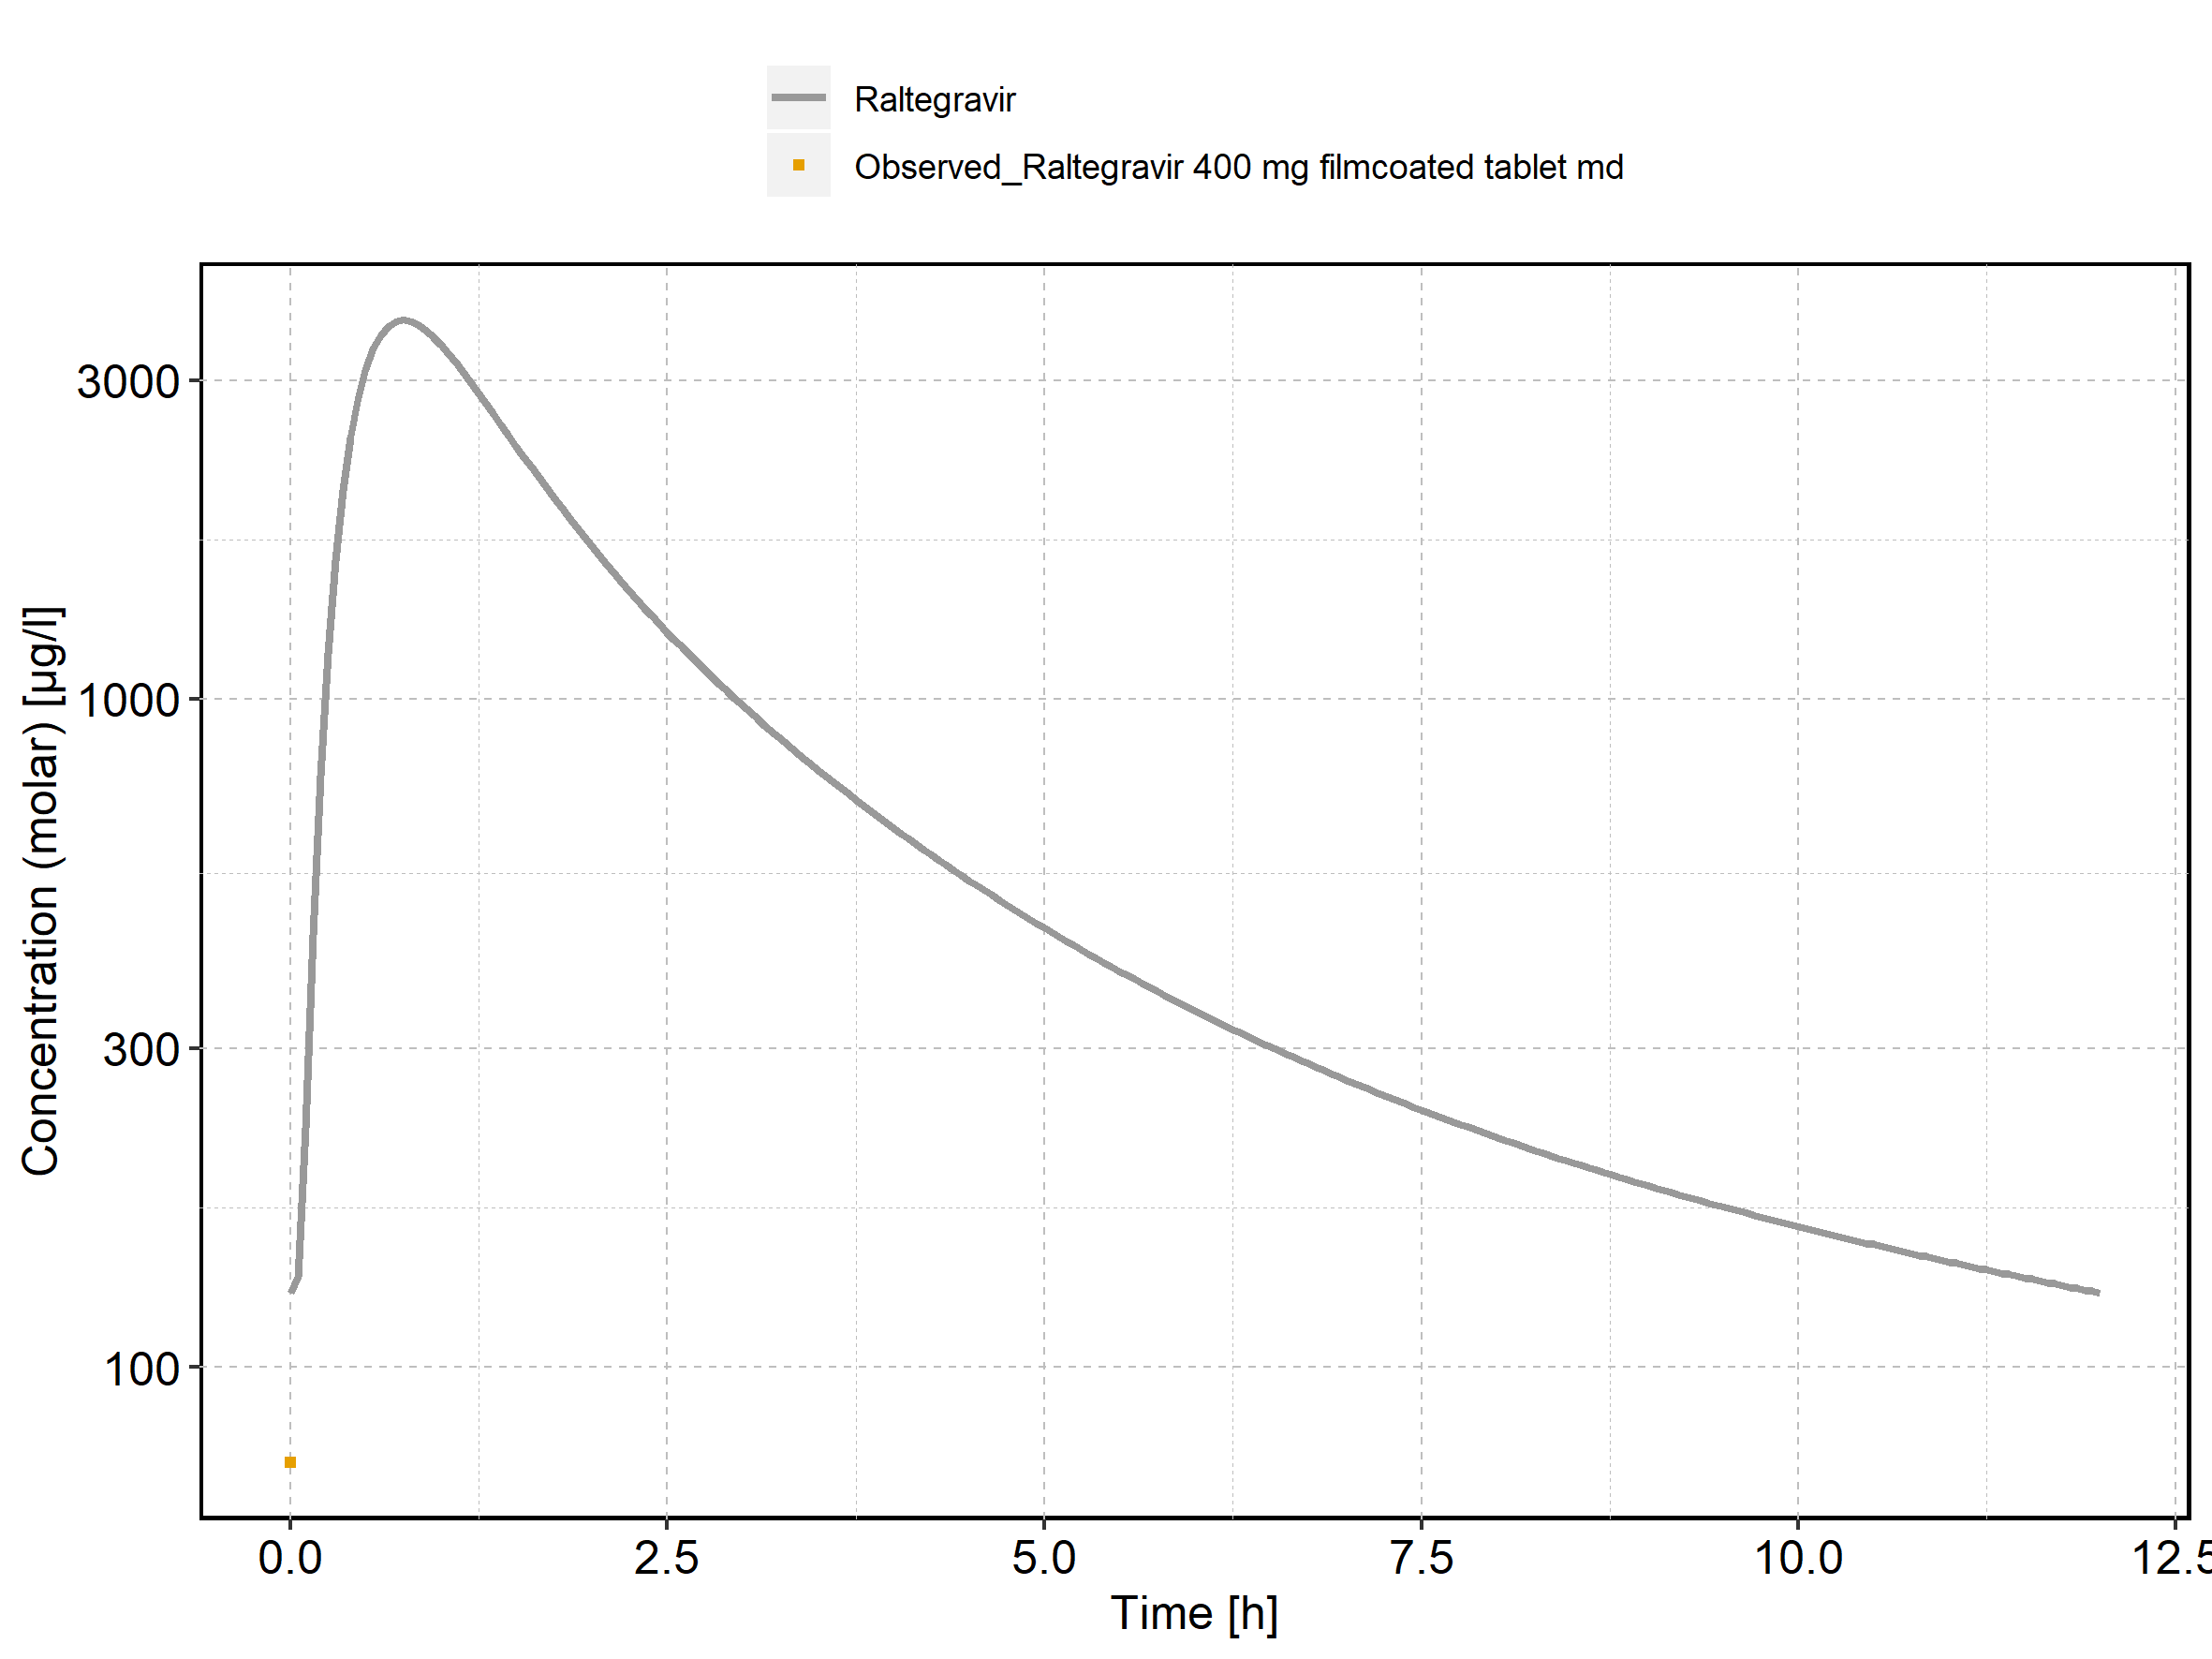 Raltegravir
Observed_Raltegravir 400 mg filmcoated tablet md
Concentration (molar) [µg/l]
3000
1000
300
100
0.0 2.5 5.0 7.5 10.0 12.5
Time [h]